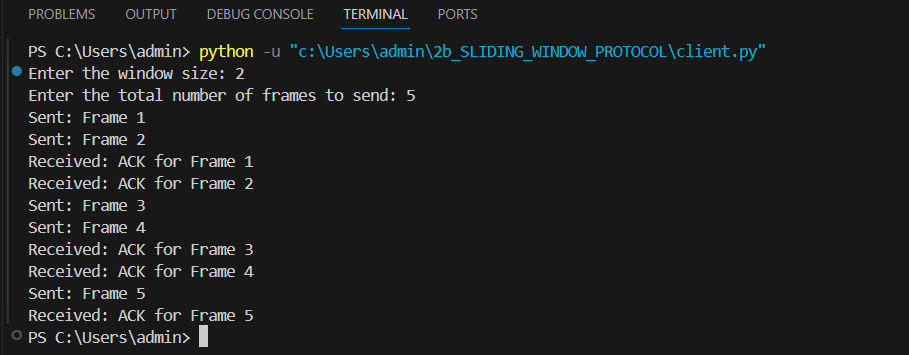 PROBLEMS OUTPUT DEBUG CONSOLE TERMINAL PORTS
PS C:\Users\admin> python -u "c:\Users\admin\2b_SLIDING_WINDOW_PROTOCOL\client.py"
Enter the window size: 2
Enter the total number of frames to send: 5
Sent: Frame 1
Sent: Frame 2
Received: ACK for Frame 1
Received: ACK for Frame 2
Sent: Frame 3
Sent: Frame 4
Received: ACK for Frame 3
Received: ACK for Frame 4
Sent: Frame 5
Received: ACK for Frame 5
PS C:\Users\admin>